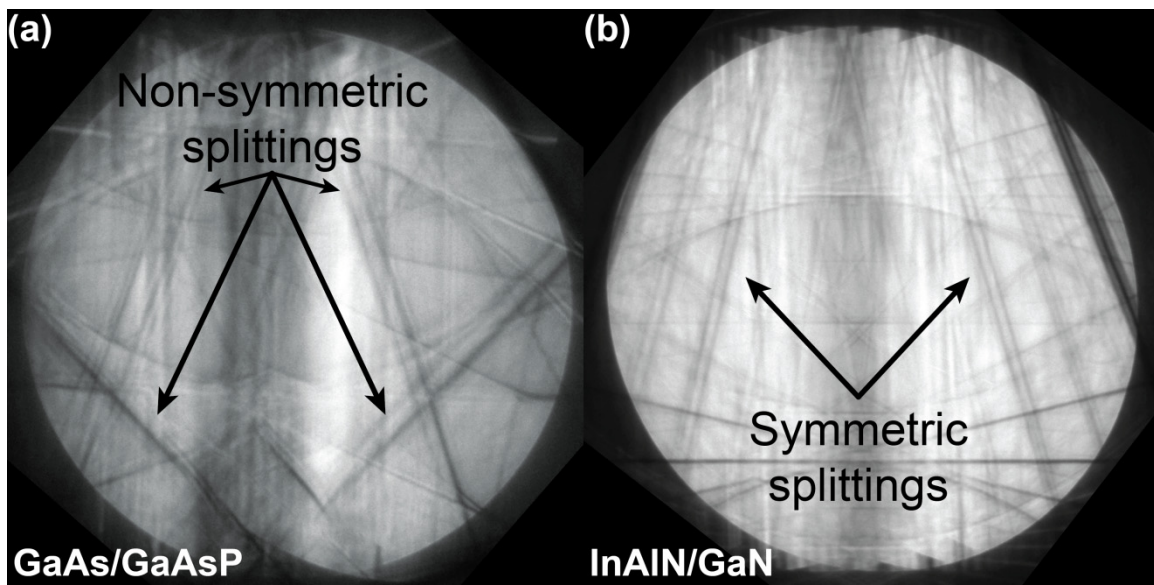 (a)
Non-symmetric
splittings
GaAs/GaAsP
(b)
Symmetric
splittings
InAlN/GaN